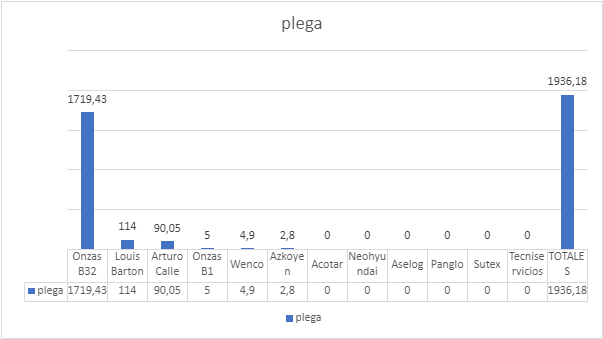 plega
1719,43
114
90,05
5
4,9
2,8
0
0
0
0
0
0
1936,18
Onzas
B32
Louis
Barton
Arturo
Calle
Onzas
B1
Wenco
Azkoye
n
Acotar
Neohyu
ndai
Aselog
Panglo
Sutex
Tecnise
rvicios
TOTALE
S
plega 1719,43 114 90,05 5 4,9 2,8 0 0 0 0 0 0 1936,18
plega